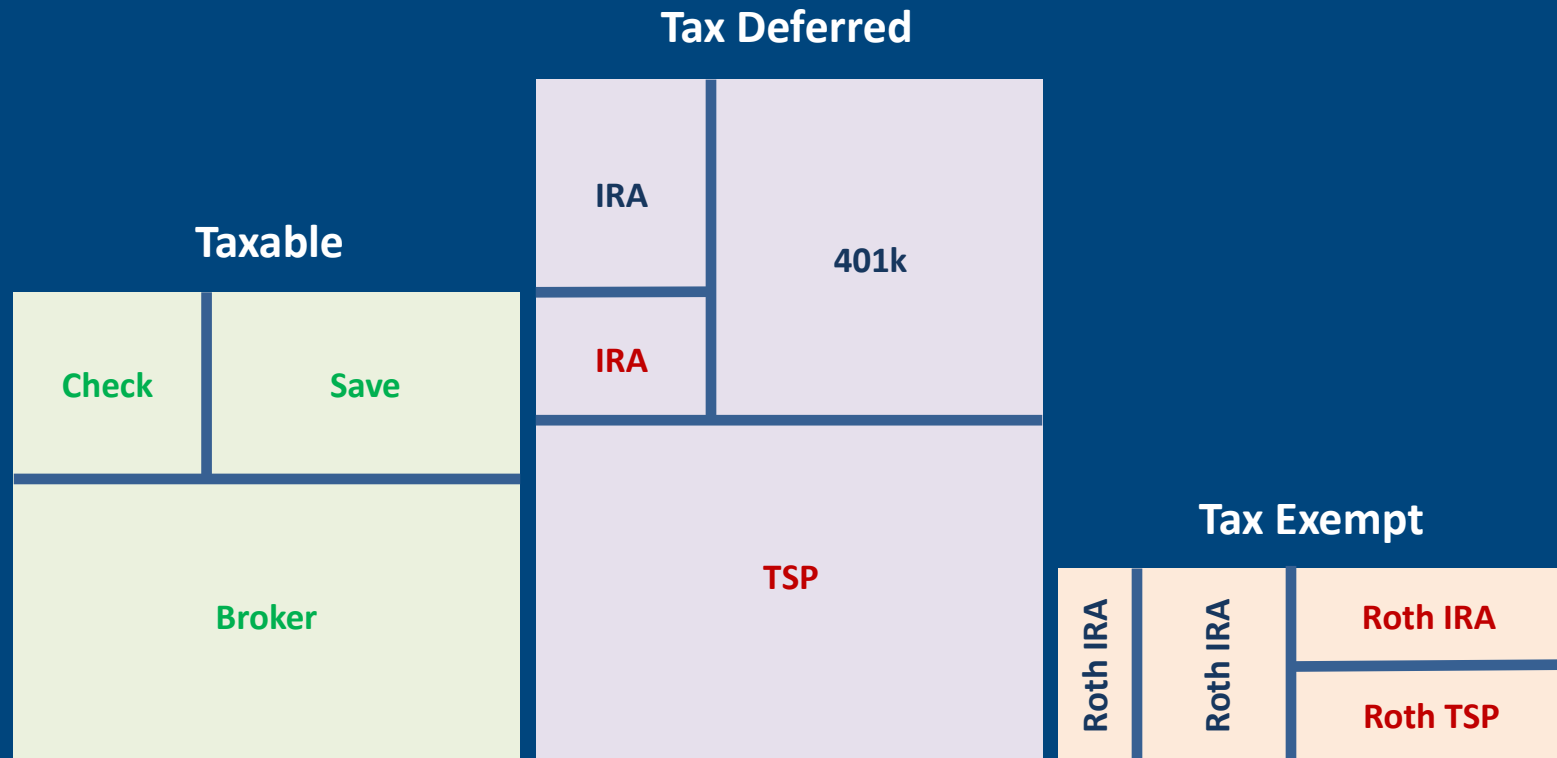 Tax Deferred
IRA
401k
IRA
TSP
Taxable
Check
Save
Broker
Tax Exempt
Roth IRA
Roth IRA
Roth IRA
Roth TSP